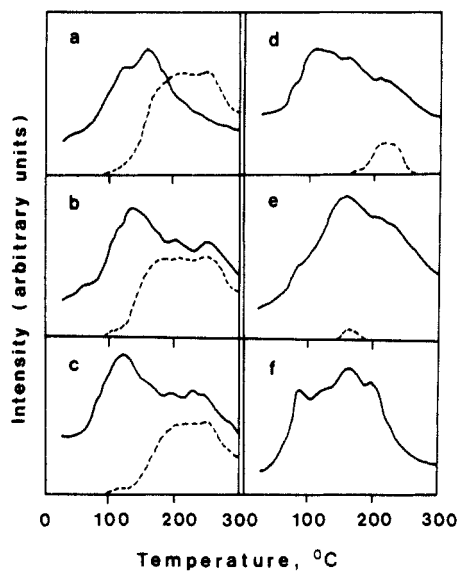 Intensity (arbitrary units)
a
d
b
e
c
f
0 100 200 300 100 200 300
Temperature, °C